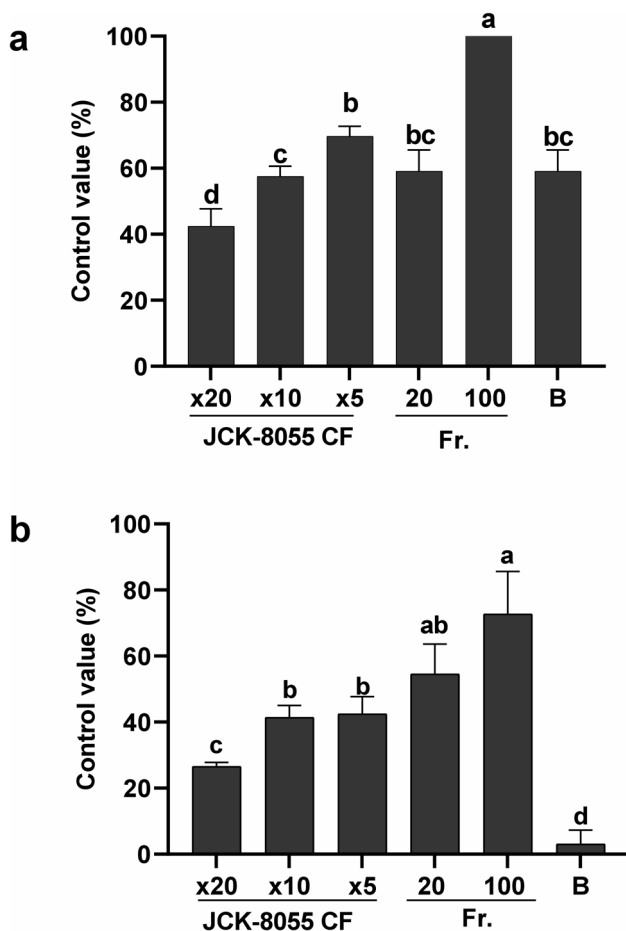 a
Control value (%)
100
80
60
40
20
0
d
c
b
bc
a
bc
x20 x10 x5 20 100 B
JCK-8055 CF Fr.
b
Control value (%)
100
80
60
40
20
0
c
b
b
ab
a
d
x20 x10 x5 20 100 B
JCK-8055 CF Fr.